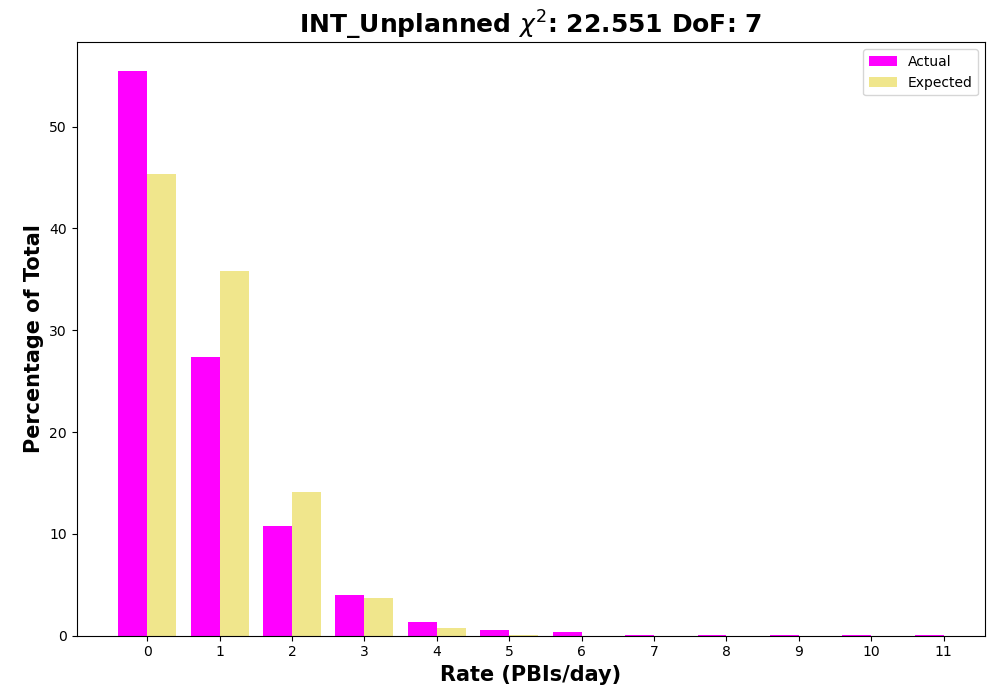 INT_Unplanned χ²: 22.551 DoF: 7
Actual
Expected
Percentage of Total
50
40
30
20
10
0
0 1 2 3 4 5 6 7 8 9 10 11
Rate (PBIs/day)